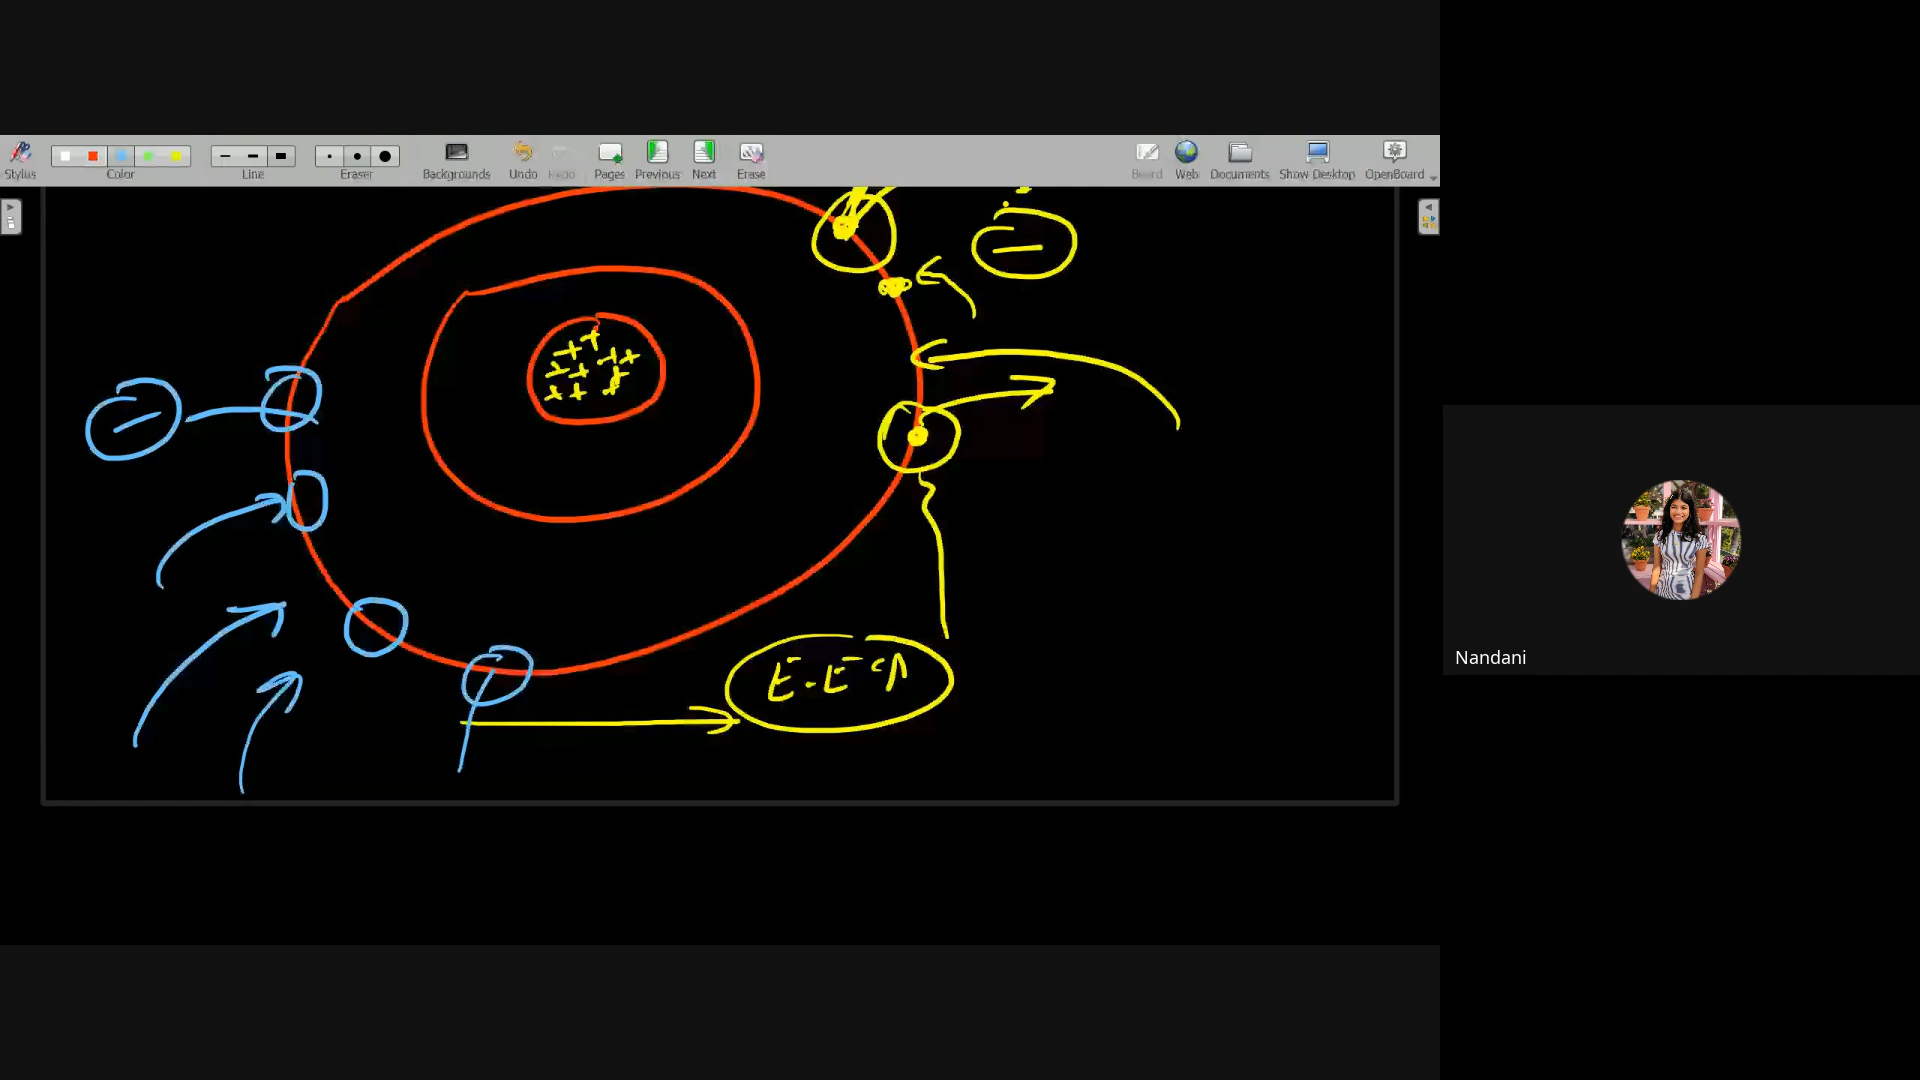 Stylus
Color
Line
Eraser
Backgrounds
Undo
Redo
Pages
Previous
Next
Erase
Board
Web
Documents
Show Desktop
OpenBoard
+ + + + + + + + + +
−
−
Nandani